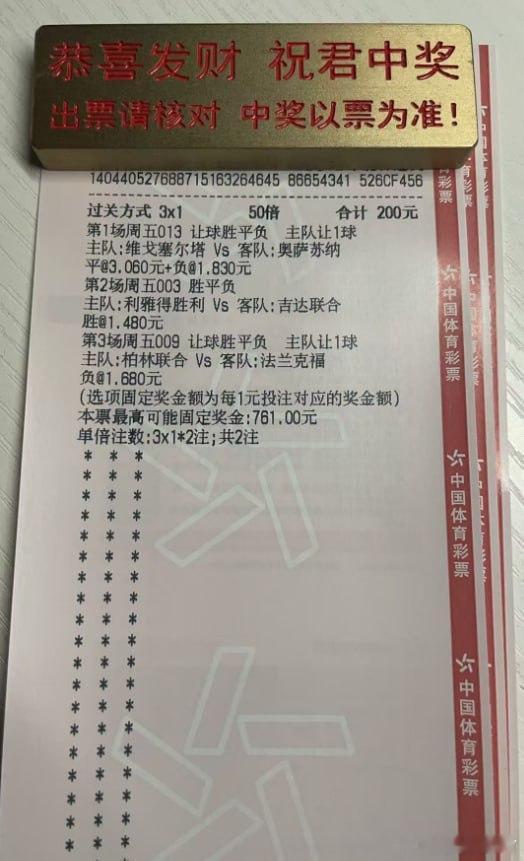 恭喜发财 祝君中奖
出票请核对 中奖以票为准!
140440527688715163264645 86654341 526CF456
过关方式 3x1 50倍 合计 200元
第1场周五013 让球胜平负 主队让1球
主队:维戈塞尔塔 Vs 客队:奥萨苏纳
平@3.060元+负@1.830元
第2场周五003 胜平负
主队:利雅得胜利 Vs 客队:吉达联合
胜@1.480元
第3场周五009 让球胜平负 主队让1球
主队:柏林联合 Vs 客队:法兰克福
负@1.680元
(选项固定奖金额为每1元投注对应的奖金额)
本票最高可能固定奖金:761.00元
单倍注数:3x1*2注;共2注
中国体育彩票
中国体育彩票
中国体育彩票
中国体育彩票